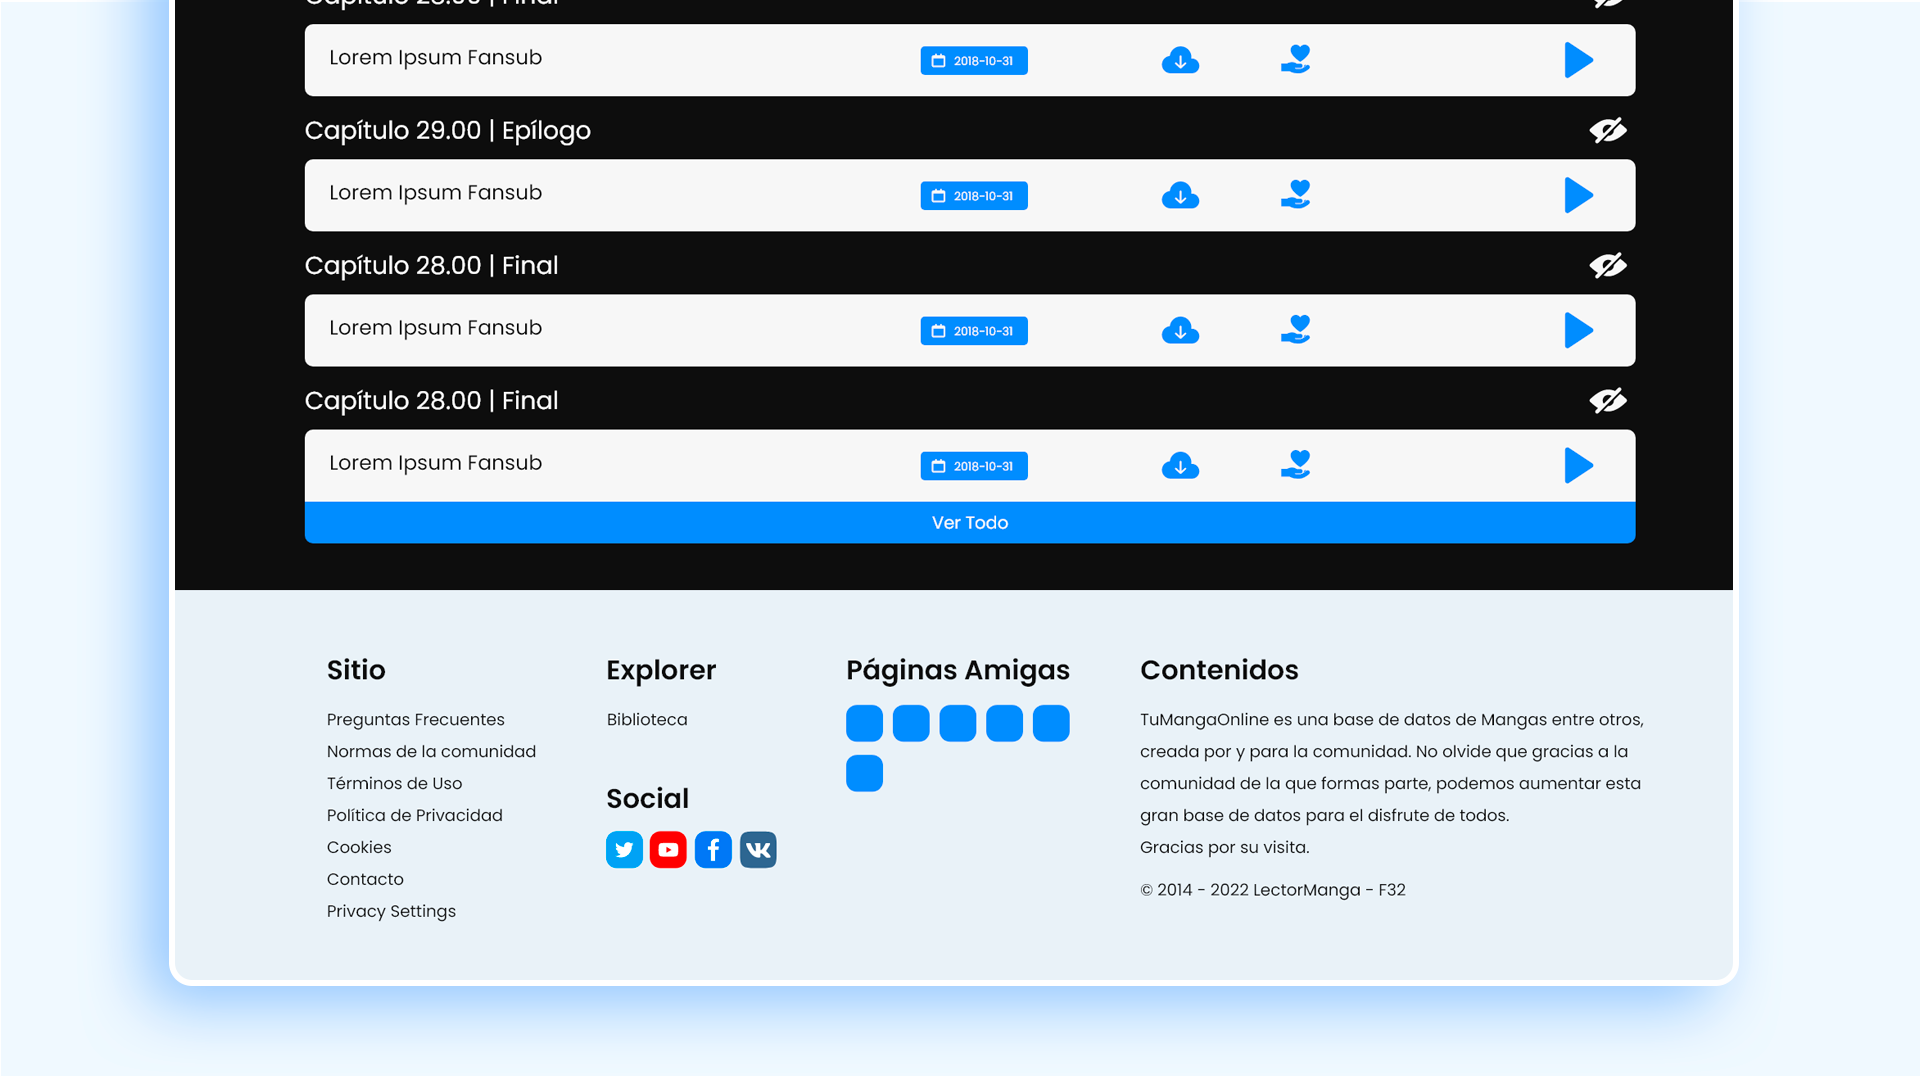 Capítulo 28.00 | Final
Lorem Ipsum Fansub
2018-10-31
Capítulo 29.00 | Epílogo
Lorem Ipsum Fansub
2018-10-31
Capítulo 28.00 | Final
Lorem Ipsum Fansub
2018-10-31
Capítulo 28.00 | Final
Lorem Ipsum Fansub
2018-10-31
Ver Todo
Sitio
Preguntas Frecuentes
Normas de la comunidad
Términos de Uso
Política de Privacidad
Cookies
Contacto
Privacy Settings
Explorer
Biblioteca
Social
Páginas Amigas
Contenidos
TuMangaOnline es una base de datos de Mangas entre otros,
creada por y para la comunidad. No olvide que gracias a la
comunidad de la que formas parte, podemos aumentar esta
gran base de datos para el disfrute de todos.
Gracias por su visita.
© 2014 - 2022 LectorManga - F32